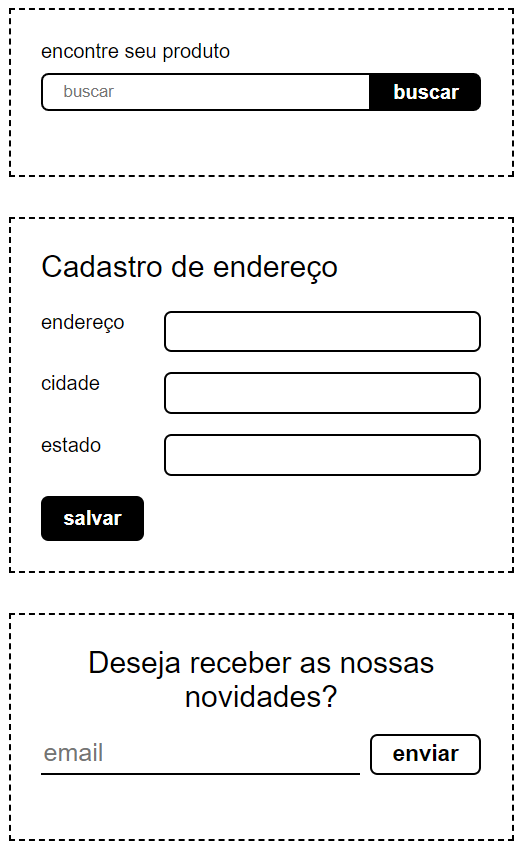 encontre seu produto
buscar buscar
Cadastro de endereço
endereço
cidade
estado
salvar
Deseja receber as nossas
novidades?
email enviar